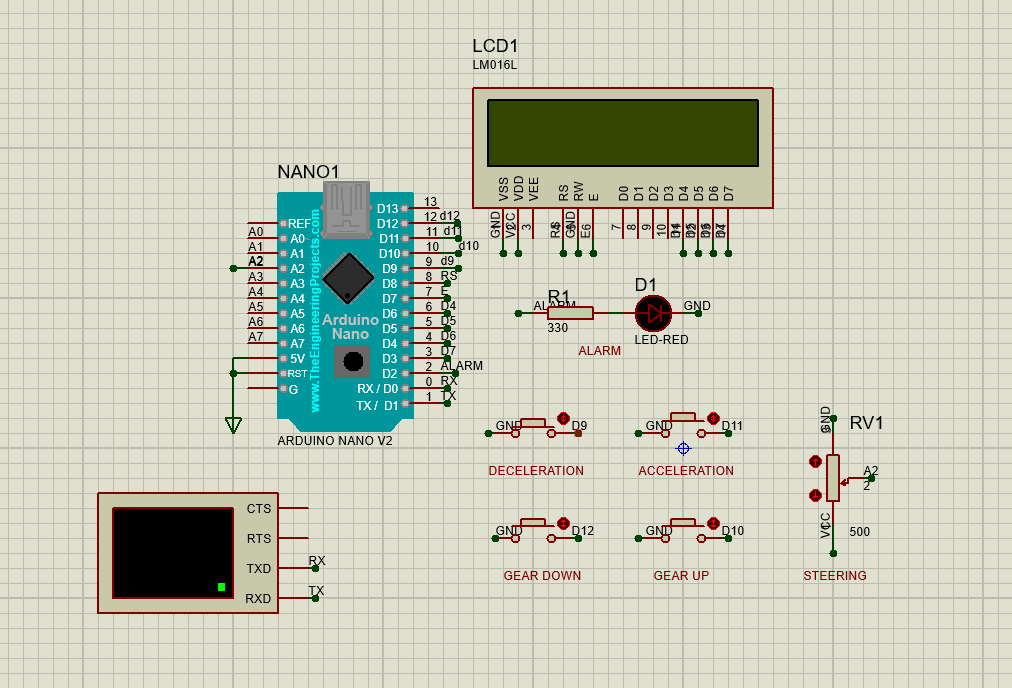 LCD1
LM016L
VSS
VDD
VEE
RS
RW
E
D0
D1
D2
D3
D4
D5
D6
D7
GND
VCC
3
RS
GND
E
6
7
8
9
10
NANO1
www.TheEngineeringProjects.com
Arduino
Nano
REF
A0 A0
A1 A1
A2 A2
A3 A3
A4 A4
A5 A5
A6 A6
A7 A7
5V
RST
G
D13 13
D12 12 d12
D11 11 d11
D10 10 d10
D9 9 d9
D8 8 RS
D7 7 E
D6 6 D4
D5 5 D5
D4 4 D6
D3 3 D7
D2 2 ALARM
RX / D0 0 RX
TX / D1 1 TX
ARDUINO NANO V2
R1
ALARM
330
D1
GND
LED-RED
ALARM
GND D9
DECELERATION
GND D11
ACCELERATION
GND D12
GEAR DOWN
GND D10
GEAR UP
GND
RV1
A2
2
VCC
500
STEERING
CTS
RTS
TXD RX
RXD TX